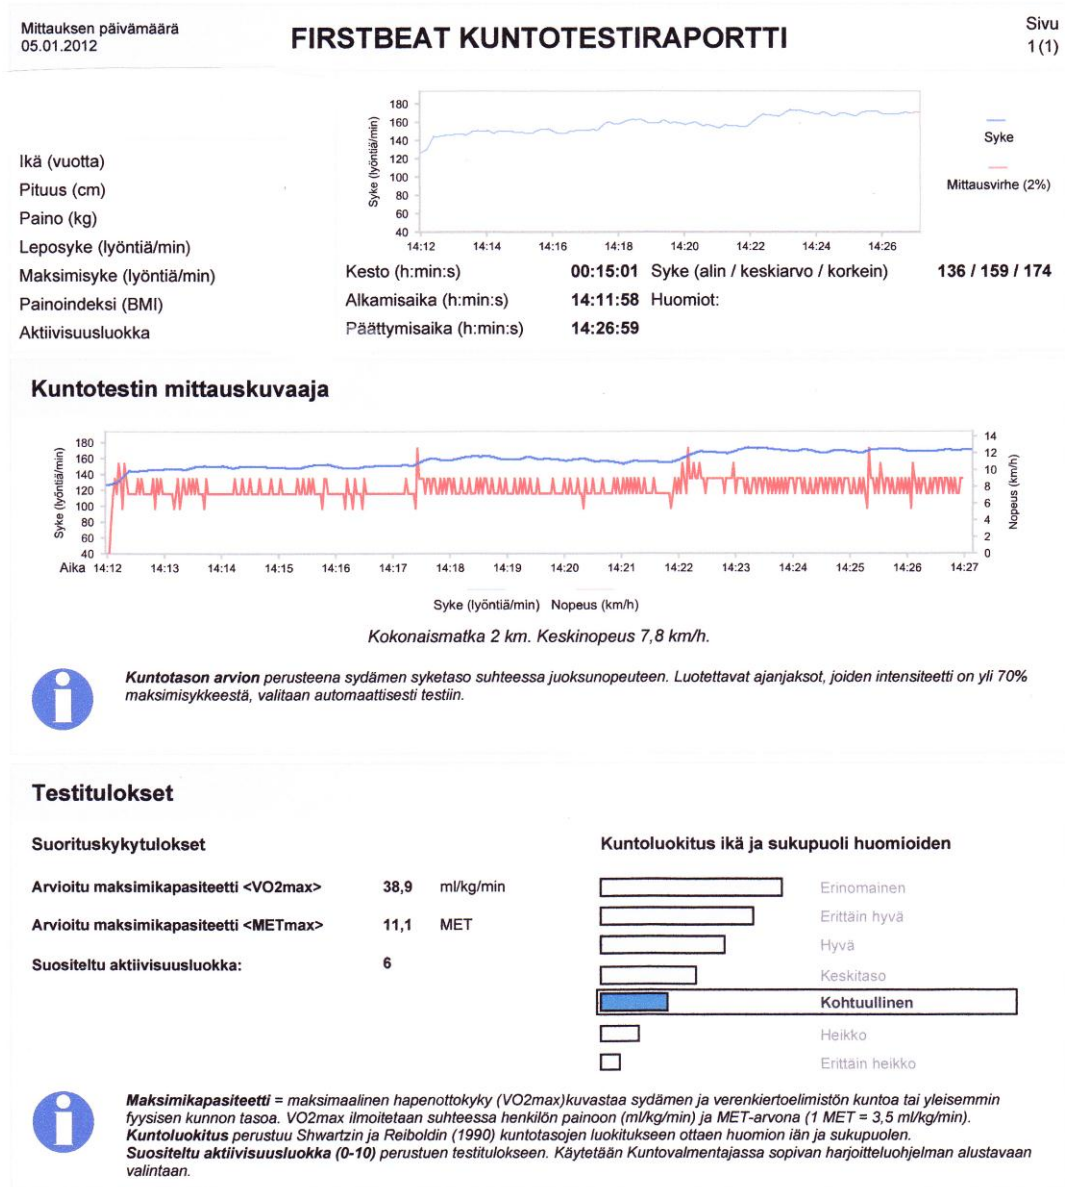 Mittauksen päivämäärä
05.01.2012
FIRSTBEAT KUNTOTESTIRAPORTTI
Sivu
1(1)
Ikä (vuotta)
Pituus (cm)
Paino (kg)
Leposyke (lyöntiä/min)
Maksimisyke (lyöntiä/min)
Painoindeksi (BMI)
Aktiivisuusluokka
Syke (lyöntiä/min)
180
160
140
120
100
80
60
40
14:12 14:14 14:16 14:18 14:20 14:22 14:24 14:26
Syke
Mittausvirhe (2%)
Kesto (h:min:s) 00:15:01 Syke (alin / keskiarvo / korkein) 136 / 159 / 174
Alkamisaika (h:min:s) 14:11:58 Huomiot:
Päättymisaika (h:min:s) 14:26:59
Kuntotestin mittauskuvaaja
Syke (lyöntiä/min)
180
160
140
120
100
80
60
40
14
12
10
8
6
4
2
0
Nopeus (km/h)
Aika 14:12 14:13 14:14 14:15 14:16 14:17 14:18 14:19 14:20 14:21 14:22 14:23 14:24 14:25 14:26 14:27
Syke (lyöntiä/min) Nopeus (km/h)
Kokonaismatka 2 km. Keskinopeus 7,8 km/h.
i
Kuntotason arvion perusteena sydämen syketaso suhteessa juoksunopeuteen. Luotettavat ajanjaksot, joiden intensiteetti on yli 70%
maksimisykkeestä, valitaan automaattisesti testiin.
Testitulokset
Suorituskykytulokset
Arvioitu maksimikapasiteetti <VO2max> 38,9 ml/kg/min
Arvioitu maksimikapasiteetti <METmax> 11,1 MET
Suositeltu aktiivisuusluokka: 6
Kuntoluokitus ikä ja sukupuoli huomioiden
Erinomainen
Erittäin hyvä
Hyvä
Keskitaso
Kohtuullinen
Heikko
Erittäin heikko
i
Maksimikapasiteetti = maksimaalinen hapenottokyky (VO2max)kuvastaa sydämen ja verenkiertoelimistön kuntoa tai yleisemmin
fyysisen kunnon tasoa. VO2max ilmoitetaan suhteessa henkilön painoon (ml/kg/min) ja MET-arvona (1 MET = 3,5 ml/kg/min).
Kuntoluokitus perustuu Shwartzin ja Reiboldin (1990) kuntotasojen luokitukseen ottaen huomion iän ja sukupuolen.
Suositeltu aktiivisuusluokka (0-10) perustuen testitulokseen. Käytetään Kuntovalmentajassa sopivan harjoitteluohjelman alustavaan
valintaan.